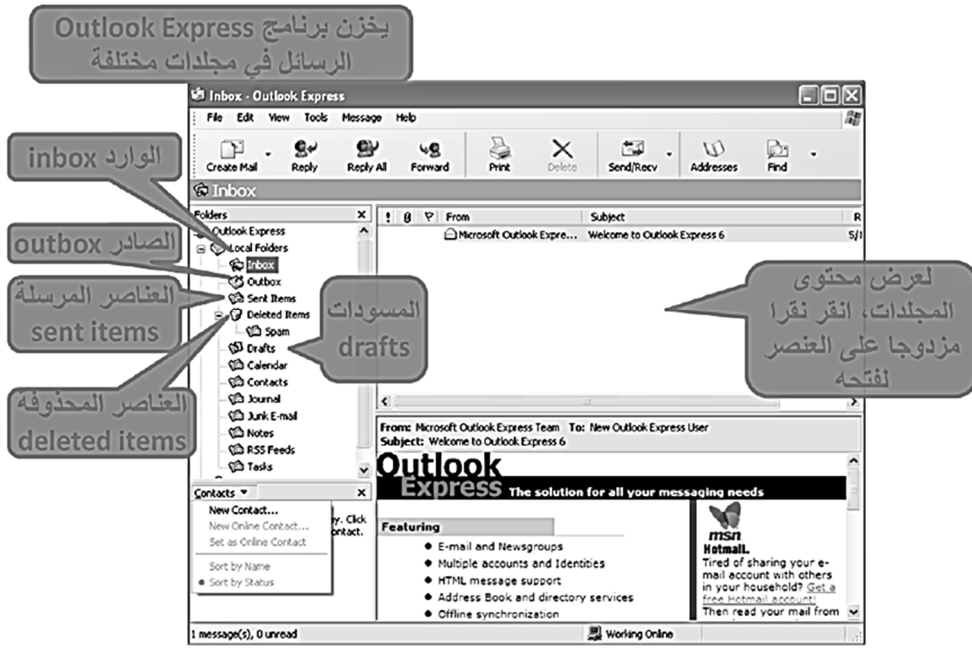 يخزن برنامج Outlook Express
الرسائل في مجلدات مختلفة
Inbox - Outlook Express
File Edit View Tools Message Help
Create Mail Reply Reply All Forward Print Delete Send/Recv Addresses Find
Inbox
الوارد inbox
الصادر outbox
العناصر المرسلة
sent items
العناصر المحذوفة
deleted items
المسودات
drafts
Folders
Outlook Express
Local Folders
Inbox
Outbox
Sent Items
Deleted Items
Spam
Drafts
Calendar
Contacts
Journal
Junk E-mail
Notes
RSS Feeds
Tasks
! From Subject R
Microsoft Outlook Expre... Welcome to Outlook Express 6 5/1
لعرض محتوى
المجلدات، انقر نقرا
مزدوجا على العنصر
لفتحه
Contacts
New Contact...
New Online Contact...
Set as Online Contact
Sort by Name
Sort by Status
y. Click
ontact.
From: Microsoft Outlook Express Team To: New Outlook Express User
Subject: Welcome to Outlook Express 6
Outlook
Express The solution for all your messaging needs
Featuring
E-mail and Newsgroups
Multiple accounts and Identities
HTML message support
Address Book and directory services
Offline synchronization
msn
Hotmail.
Tired of sharing your e-
mail account with others
in your household? Get a
free Hotmail account!
Then read your mail from
1 message(s), 0 unread Working Online